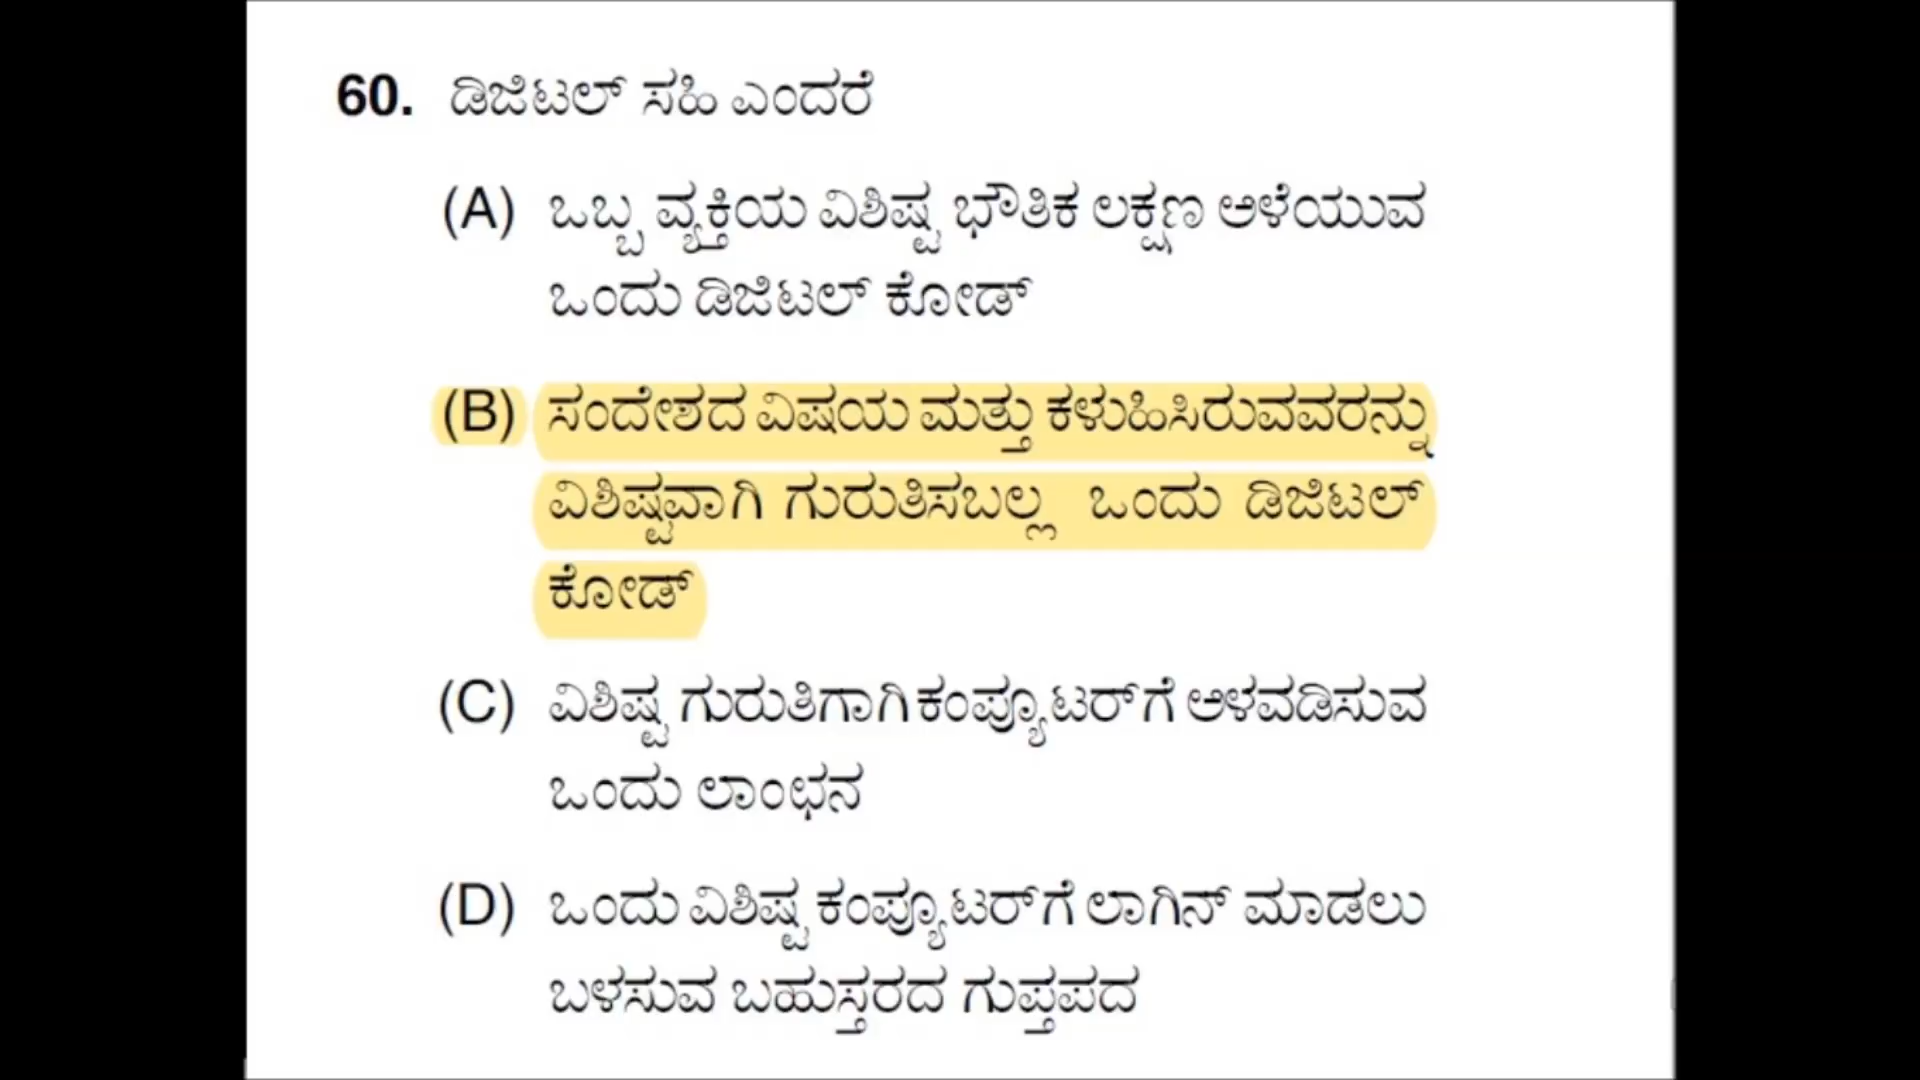 60. ಡಿಜಿಟಲ್ ಸಹಿ ಎಂದರೆ
(A) ಒಬ್ಬ ವ್ಯಕ್ತಿಯ ವಿಶಿಷ್ಟ ಭೌತಿಕ ಲಕ್ಷಣ ಅಳೆಯುವ
ಒಂದು ಡಿಜಿಟಲ್ ಕೋಡ್
(B) ಸಂದೇಶದ ವಿಷಯ ಮತ್ತು ಕಳುಹಿಸಿರುವವರನ್ನು
ವಿಶಿಷ್ಟವಾಗಿ ಗುರುತಿಸಬಲ್ಲ ಒಂದು ಡಿಜಿಟಲ್
ಕೋಡ್
(C) ವಿಶಿಷ್ಟ ಗುರುತಿಗಾಗಿ ಕಂಪ್ಯೂಟರ್‌ಗೆ ಅಳವಡಿಸುವ
ಒಂದು ಲಾಂಛನ
(D) ಒಂದು ವಿಶಿಷ್ಟ ಕಂಪ್ಯೂಟರ್‌ಗೆ ಲಾಗಿನ್ ಮಾಡಲು
ಬಳಸುವ ಬಹುಸ್ತರದ ಗುಪ್ತಪದ